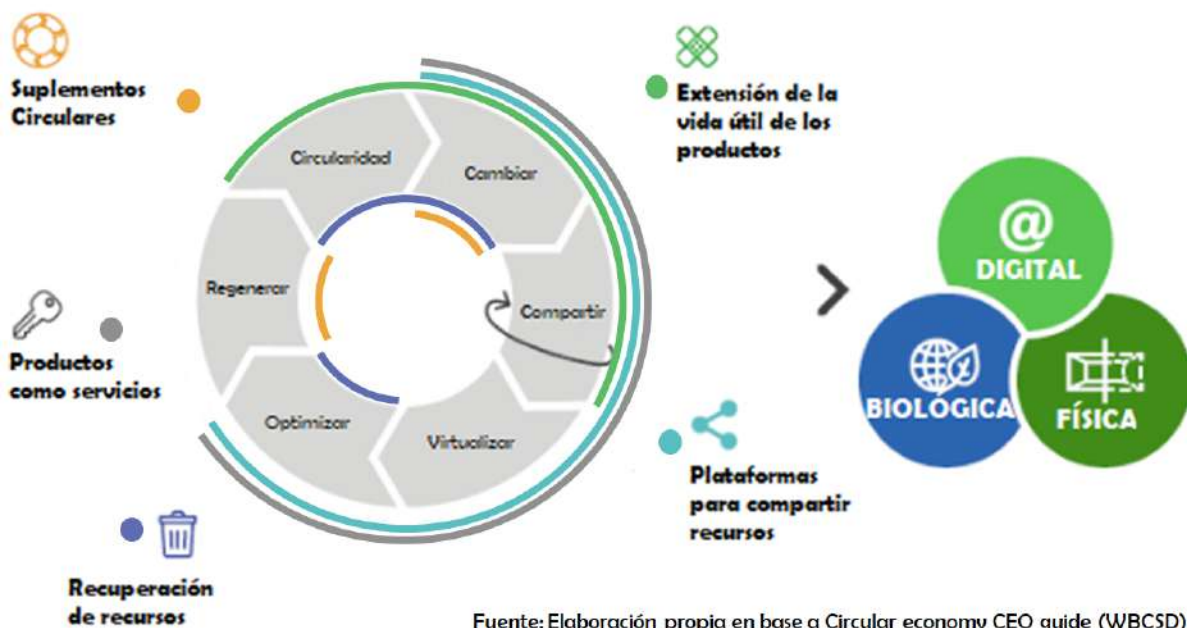 Suplementos
Circulares
Extensión de la
vida útil de los
productos
Circularidad
Cambiar
Regenerar
Compartir
Optimizar
Virtualizar
Productos
como servicios
Plataformas
para compartir
recursos
Recuperación
de recursos
@
DIGITAL
BIOLÓGICA
FÍSICA
Fuente: Elaboración propia en base a Circular economy CEO guide (WBCSD)